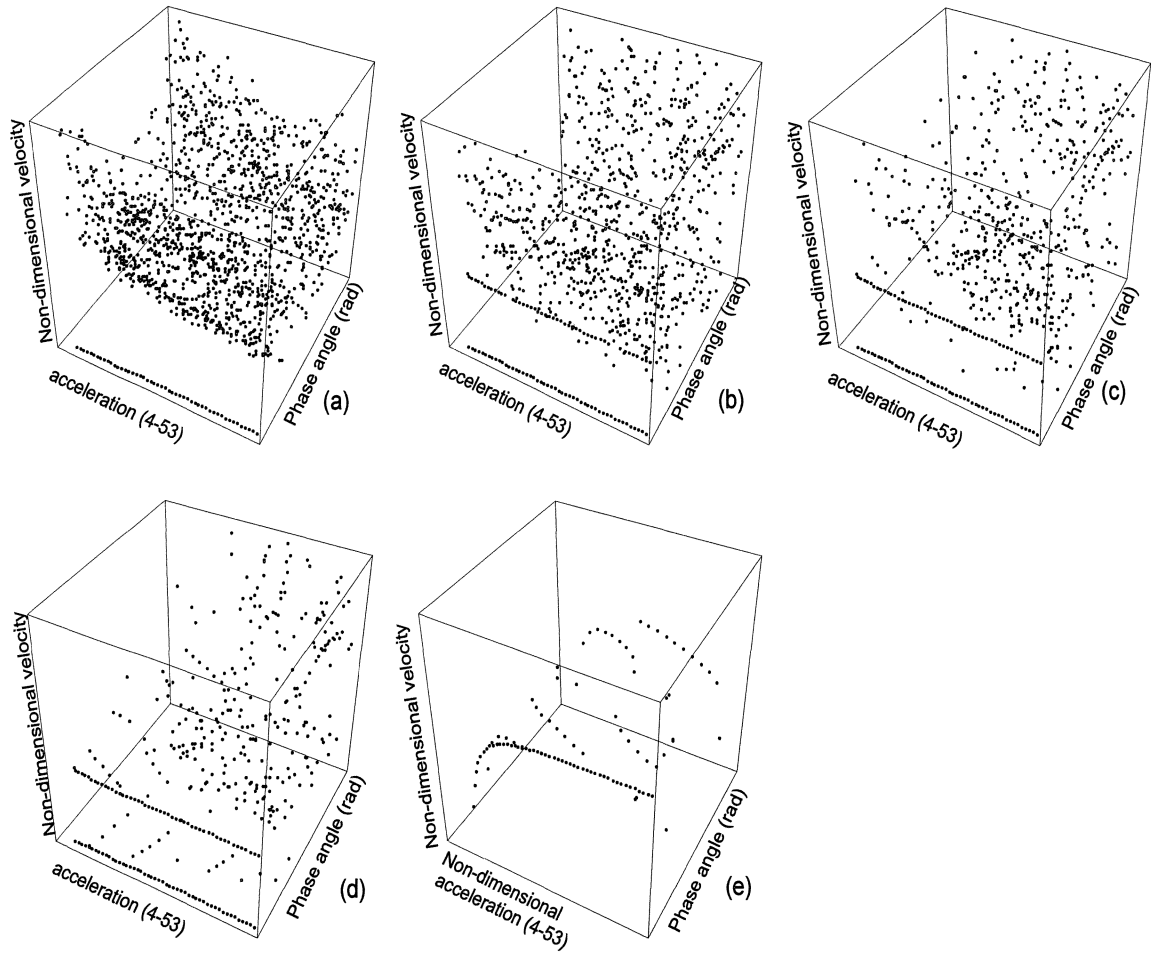 Non-dimensional velocity
acceleration (4-53)
Phase angle (rad)
(a)
Non-dimensional velocity
acceleration (4-53)
Phase angle (rad)
(b)
Non-dimensional velocity
acceleration (4-53)
Phase angle (rad)
(c)
Non-dimensional velocity
acceleration (4-53)
Phase angle (rad)
(d)
Non-dimensional velocity
Non-dimensional
acceleration (4-53)
Phase angle (rad)
(e)